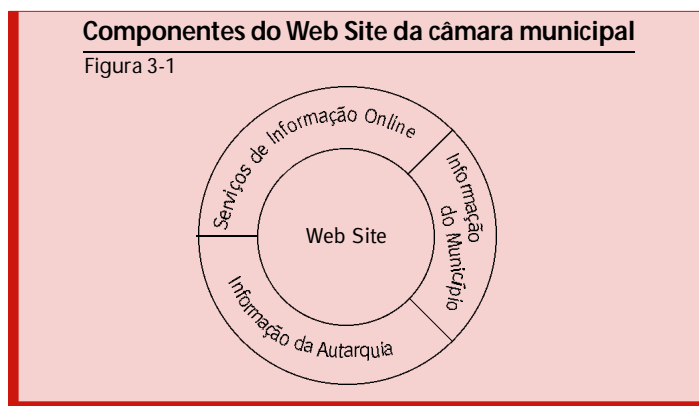 Componentes do Web Site da câmara municipal
Figura 3-1
Serviços de Informação Online
Informação
do Município
Web Site
Informação da Autarquia